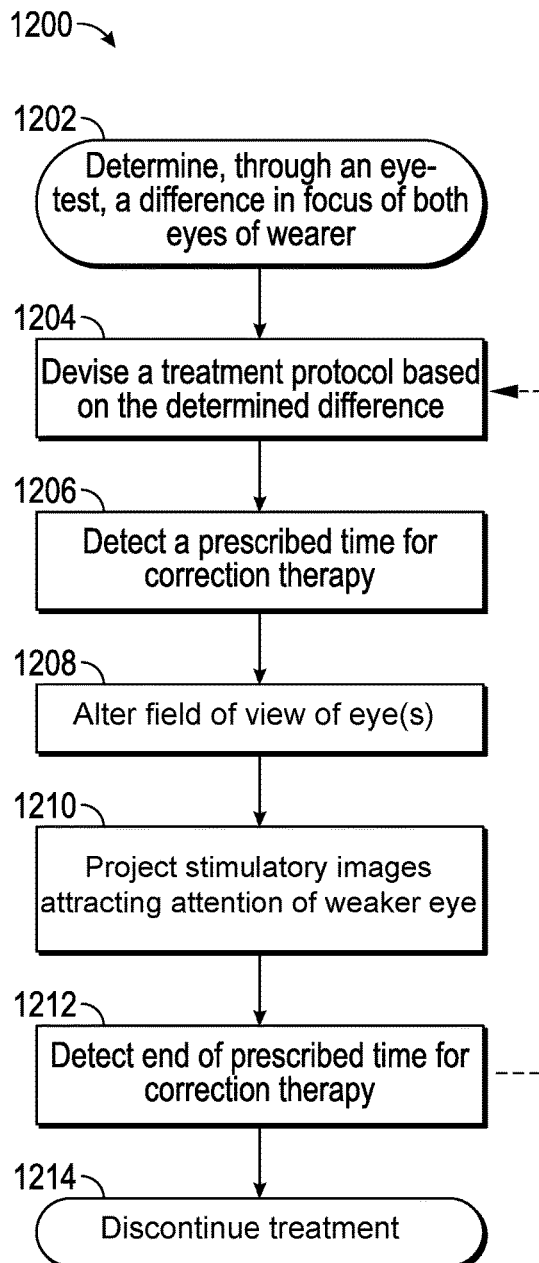 1200
1202
Determine, through an eye-
test, a difference in focus of both
eyes of wearer
1204
Devise a treatment protocol based
on the determined difference
1206
Detect a prescribed time for
correction therapy
1208
Alter field of view of eye(s)
1210
Project stimulatory images
attracting attention of weaker eye
1212
Detect end of prescribed time for
correction therapy
1214
Discontinue treatment